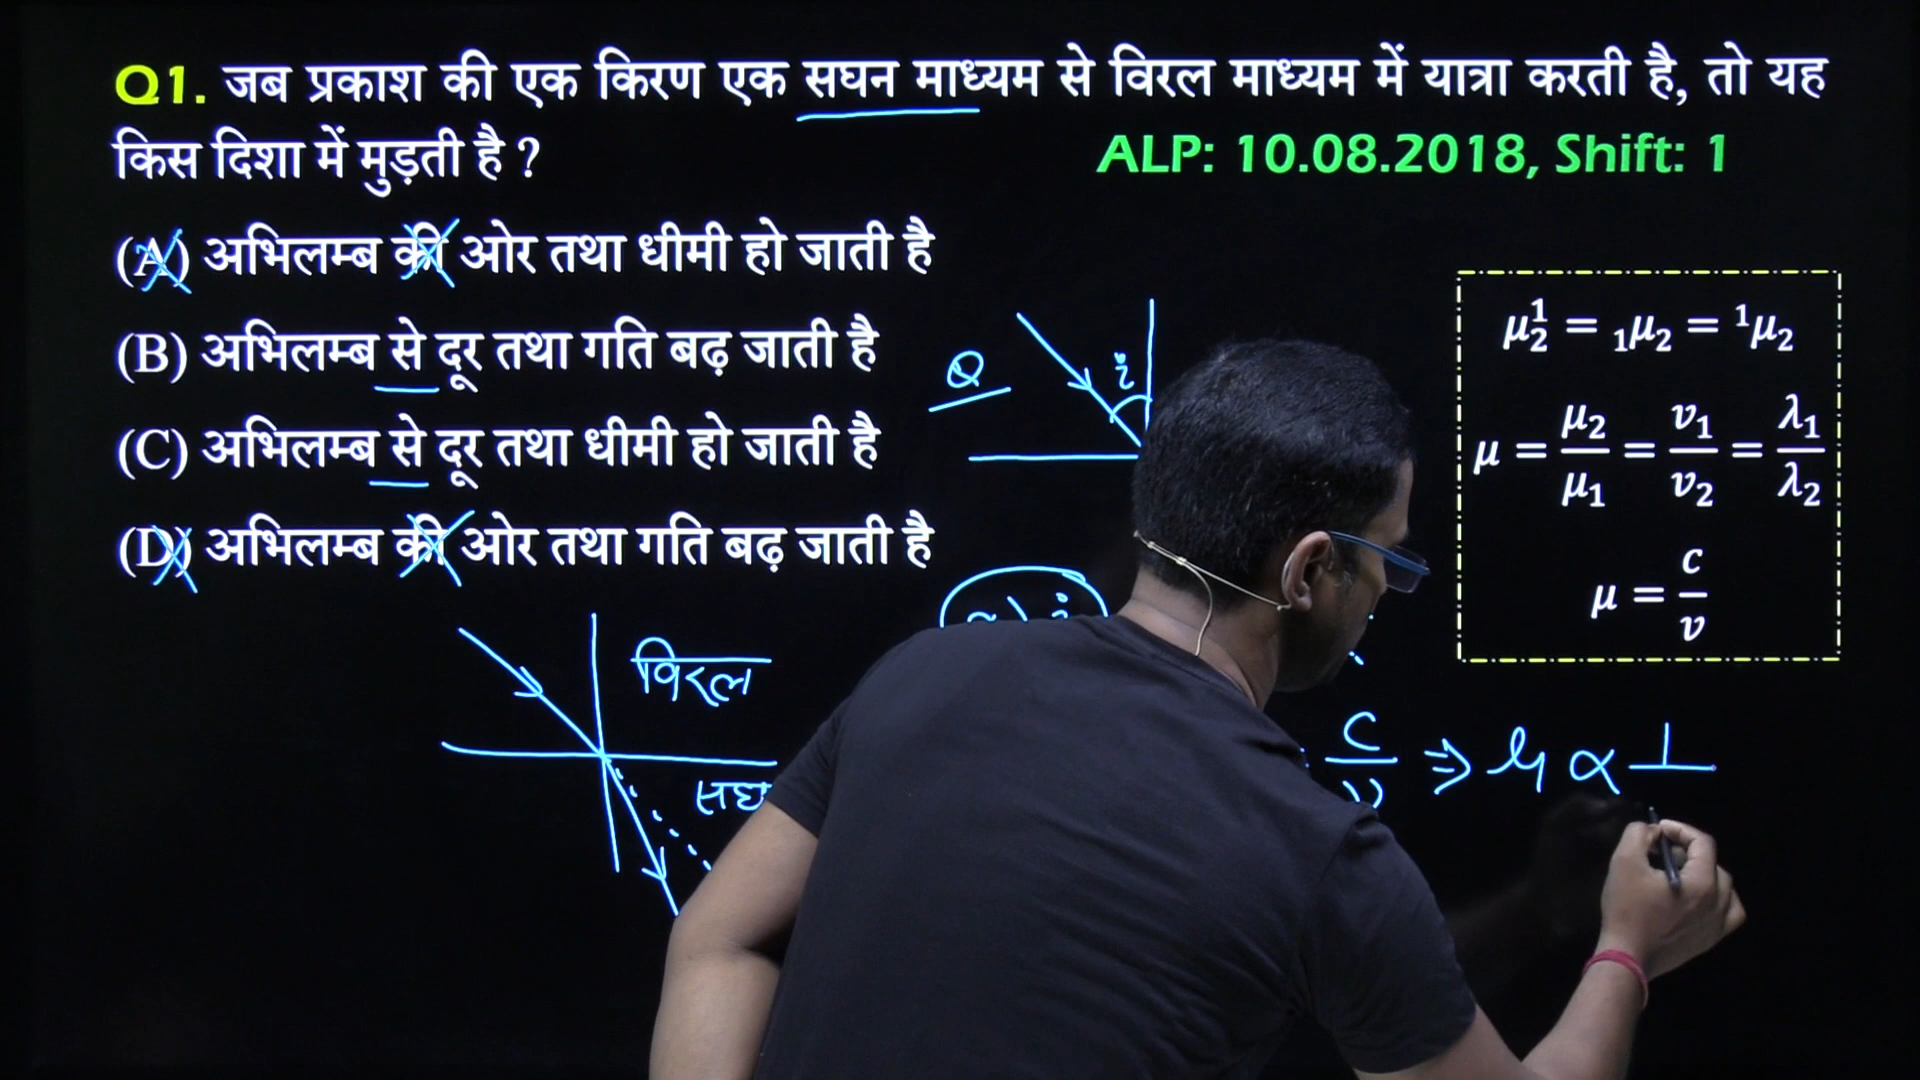 Q1. जब प्रकाश की एक किरण एक सघन माध्यम से विरल माध्यम में यात्रा करती है, तो यह
किस दिशा में मुड़ती है ?
ALP: 10.08.2018, Shift: 1
(A) अभिलम्ब की ओर तथा धीमी हो जाती है
(B) अभिलम्ब से दूर तथा गति बढ़ जाती है
(C) अभिलम्ब से दूर तथा धीमी हो जाती है
(D) अभिलम्ब की ओर तथा गति बढ़ जाती है
μ₂¹ = ₁μ₂ = ¹μ₂
μ = μ₂/μ₁ = v₁/v₂ = λ₁/λ₂
μ = c/v
Q
i
विरल
सघ
c/v ⇒ μ ∝ 1/